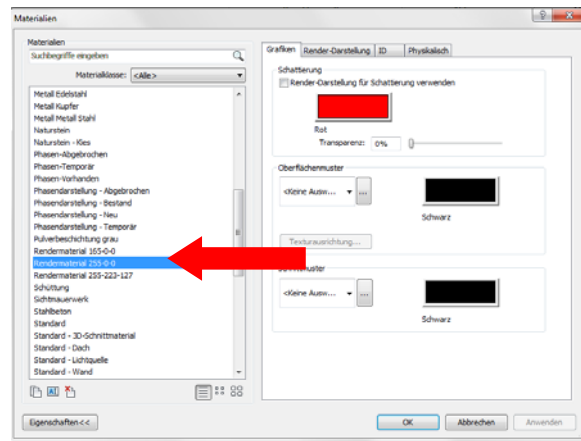 Materialien
Materialien
Suchbegriffe eingeben
Materialklasse: <Alle>
Metall Edelstahl
Metall Kupfer
Metall Metall Stahl
Naturstein
Naturstein - Kies
Phasen-Abgebrochen
Phasen-Temporär
Phasen-Vorhanden
Phasendarstellung - Abgebrochen
Phasendarstellung - Bestand
Phasendarstellung - Neu
Phasendarstellung - Temporär
Pulverbeschichtung grau
Rendermaterial 165-0-0
Rendermaterial 255-0-0
Rendermaterial 255-223-127
Schüttung
Sichtmauerwerk
Stahlbeton
Standard
Standard - 3D-Schnittmaterial
Standard - Dach
Standard - Lichtquelle
Standard - Wand
Eigenschaften<<
Grafiken Render-Darstellung ID Physikalisch
Schattierung
Render-Darstellung für Schattierung verwenden
Rot
Transparenz: 0%
Oberflächenmuster
<Keine Ausw... ...
Schwarz
Texturausrichtung...
<Keine Ausw... ...
Schwarz
OK Abbrechen Anwenden